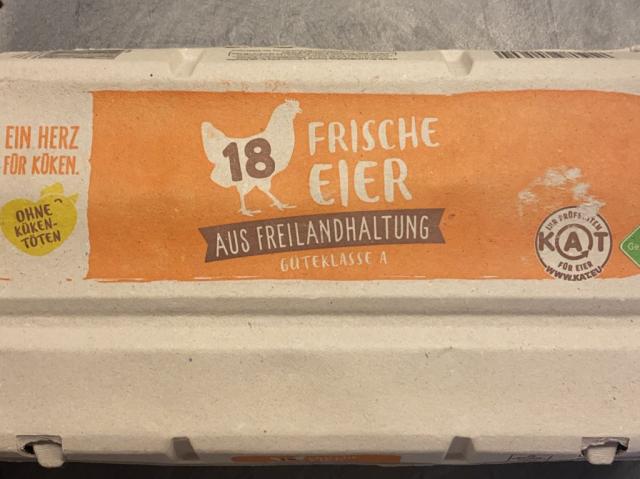 EIN HERZ
FÜR KÜKEN.
OHNE
KÜKEN-
TÖTEN
18
FRISCHE
EIER
AUS FREILANDHALTUNG
GÜTEKLASSE A
KAT
FÜR EIER
WWW.KAT.EU
Ge